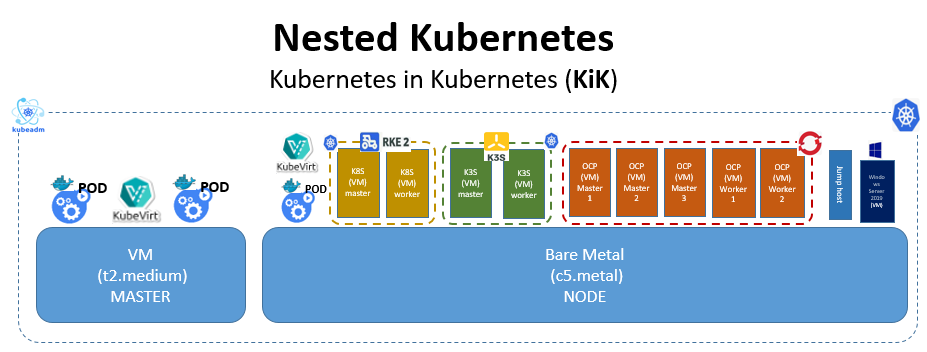 Nested Kubernetes
Kubernetes in Kubernetes (KiK)
kubeadm
POD
KubeVirt
POD
VM
(t2.medium)
MASTER
KubeVirt
POD
RKE 2
K8S
(VM)
master
K8S
(VM)
worker
K3S
K3S
(VM)
master
K3S
(VM)
worker
OCP
(VM)
Master
1
OCP
(VM)
Master
2
OCP
(VM)
Master
3
OCP
(VM)
Worker
1
OCP
(VM)
Worker
2
Jump host
Windo
ws
Server
2019
(VM)
Bare Metal
(c5.metal)
NODE